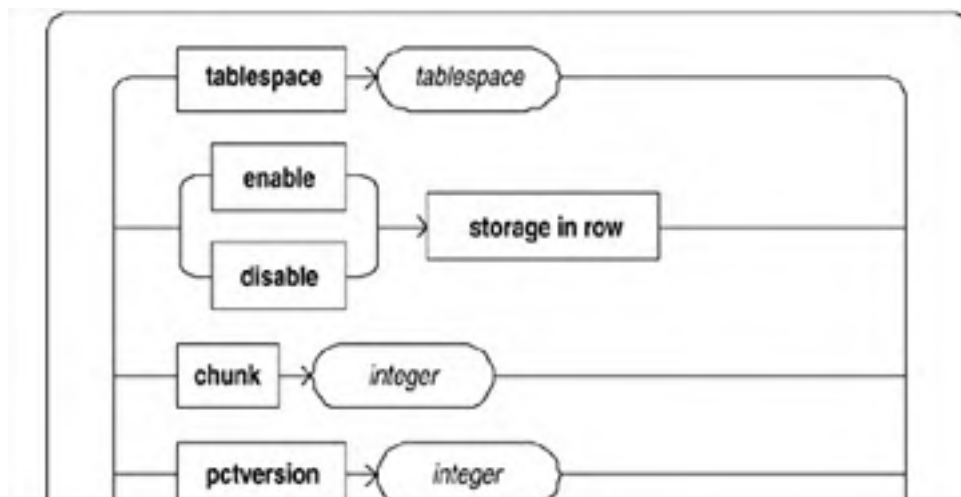 tablespace tablespace
enable
storage in row
disable
chunk integer
pctversion integer